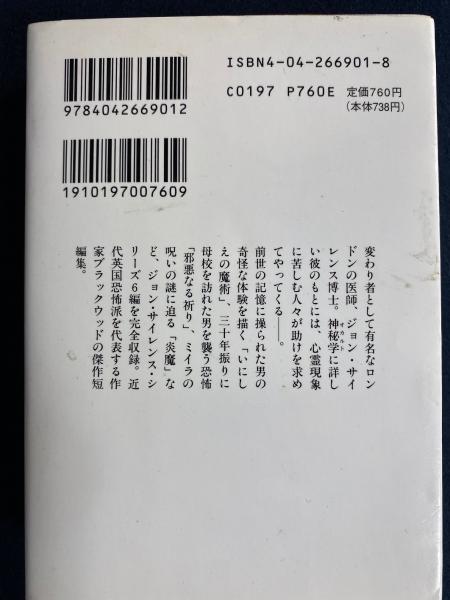 ISBN4-04-266901-8
C0197 P760E 定価760円
(本体738円)
9784042669012
1910197007609
変わり者として有名なロン
ドンの医師、ジョン・サイ
レンス博士。神秘学に詳し
オカルト
い彼のもとには、心霊現象
に苦しむ人々が助けを求め
てやってくる——。
前世の記憶に操られた男の
奇怪な体験を描く「いにし
えの魔術」、三十年振りに
母校を訪れた男を襲う恐怖
「邪悪なる祈り」、ミイラの
呪いの謎に迫る「炎魔」な
ど、ジョン・サイレンス・シ
リーズ6編を完全収録。近
代英国恐怖派を代表する作
家ブラックウッドの傑作短
編集。